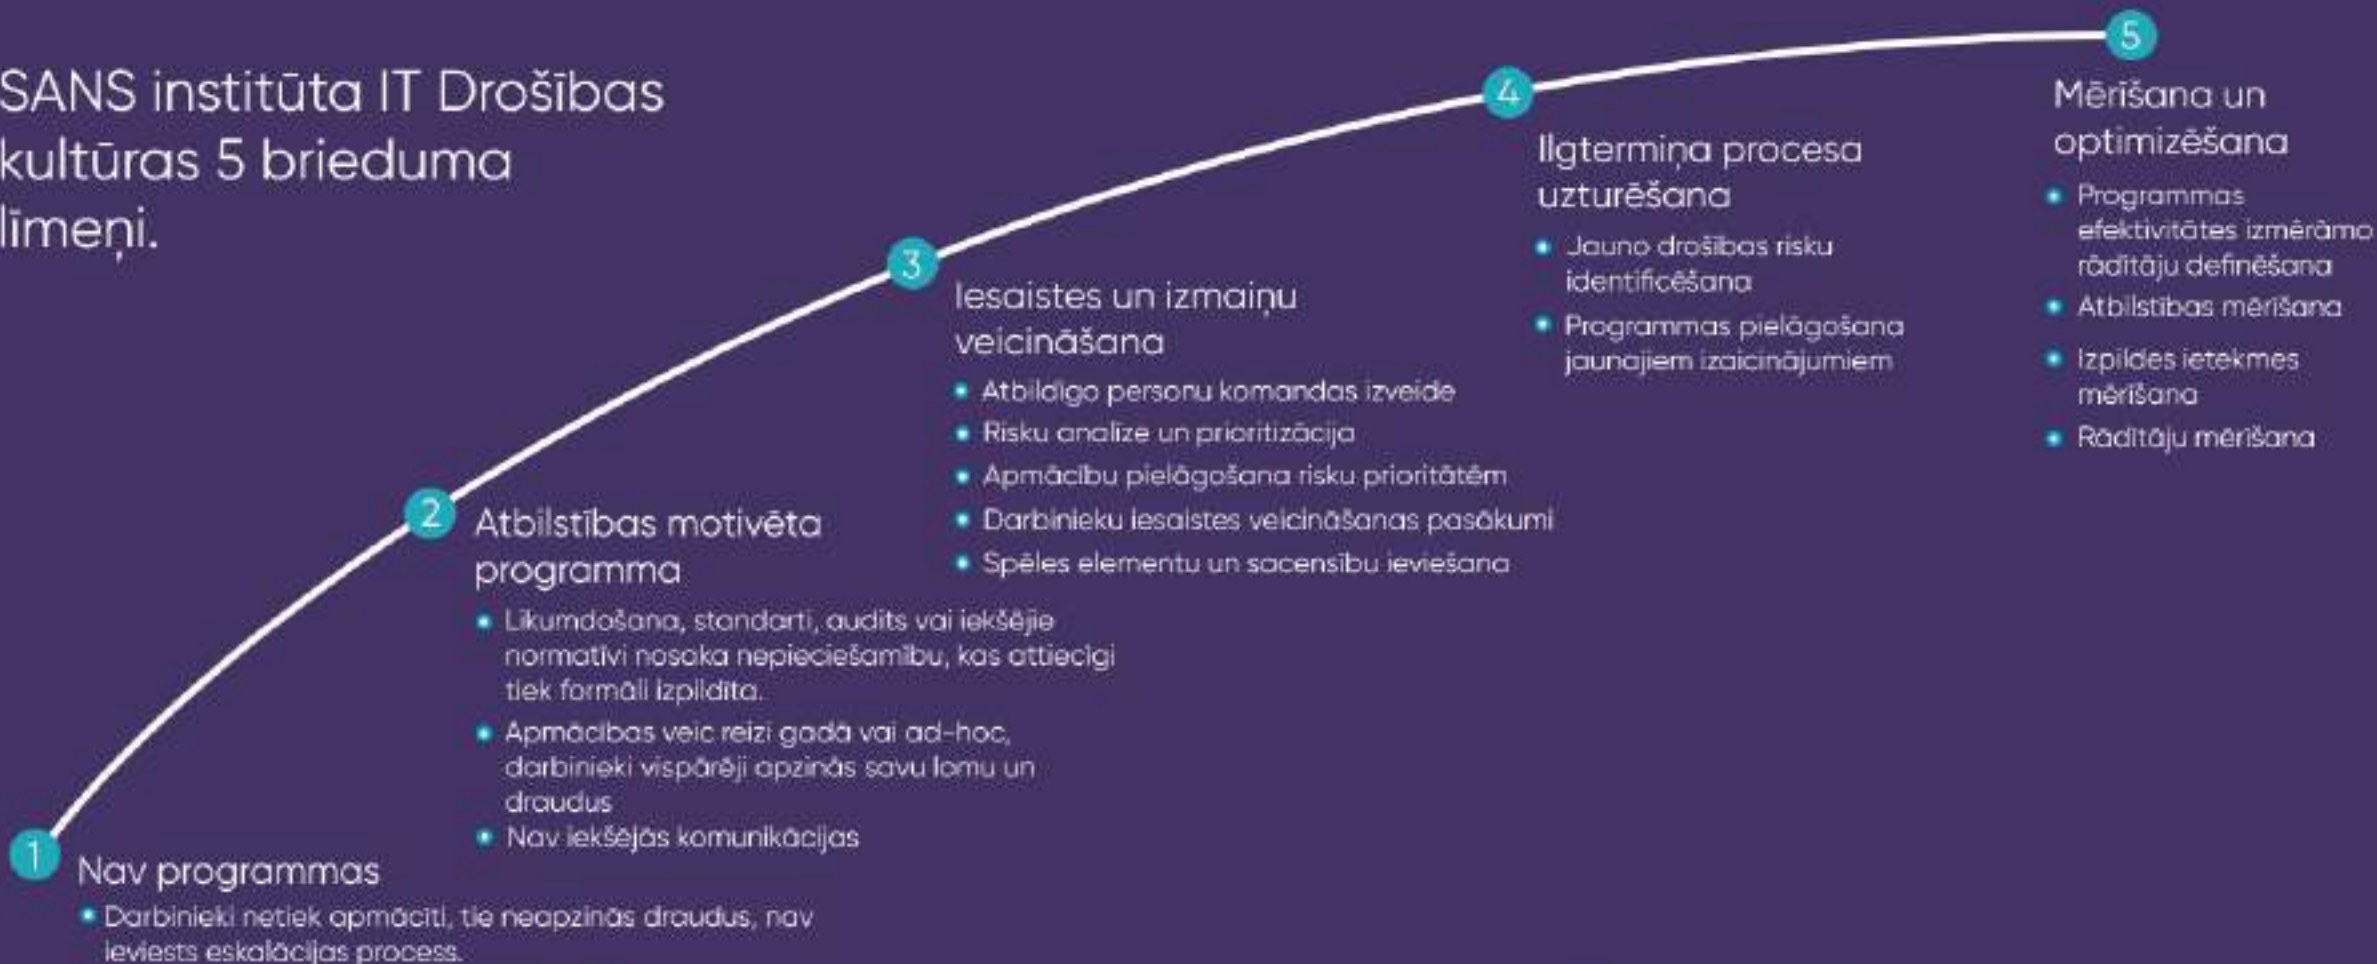 SANS institūta IT Drošības
kultūras 5 brieduma
līmeņi.
1
Nav programmas
Darbinieki netiek apmācīti, tie neapzinās draudus, nav
ieviests eskalācijas process.
2
Atbilstības motivēta
programma
Likumdošana, standarti, audits vai iekšējie
normatīvi nosaka nepieciešamību, kas attiecīgi
tiek formāli izpildīta.
Apmācības veic reizi gadā vai ad-hoc,
darbinieki vispārēji apzinās savu lomu un
draudus
Nav iekšējās komunikācijas
3
Iesaistes un izmaiņu
veicināšana
Atbildīgo personu komandas izveide
Risku analīze un prioritizācija
Apmācību pielāgošana risku prioritātēm
Darbinieku iesaistes veicināšanas pasākumi
Spēles elementu un sacensību ieviešana
4
Ilgtermiņa procesa
uzturēšana
Jauno drošības risku
identificēšana
Programmas pielāgošana
jaunajiem izaicinājumiem
5
Mērīšana un
optimizēšana
Programmas
efektivitātes izmērāmo
rādītāju definēšana
Atbilstības mērīšana
Izpildes ietekmes
mērīšana
Rādītāju mērīšana